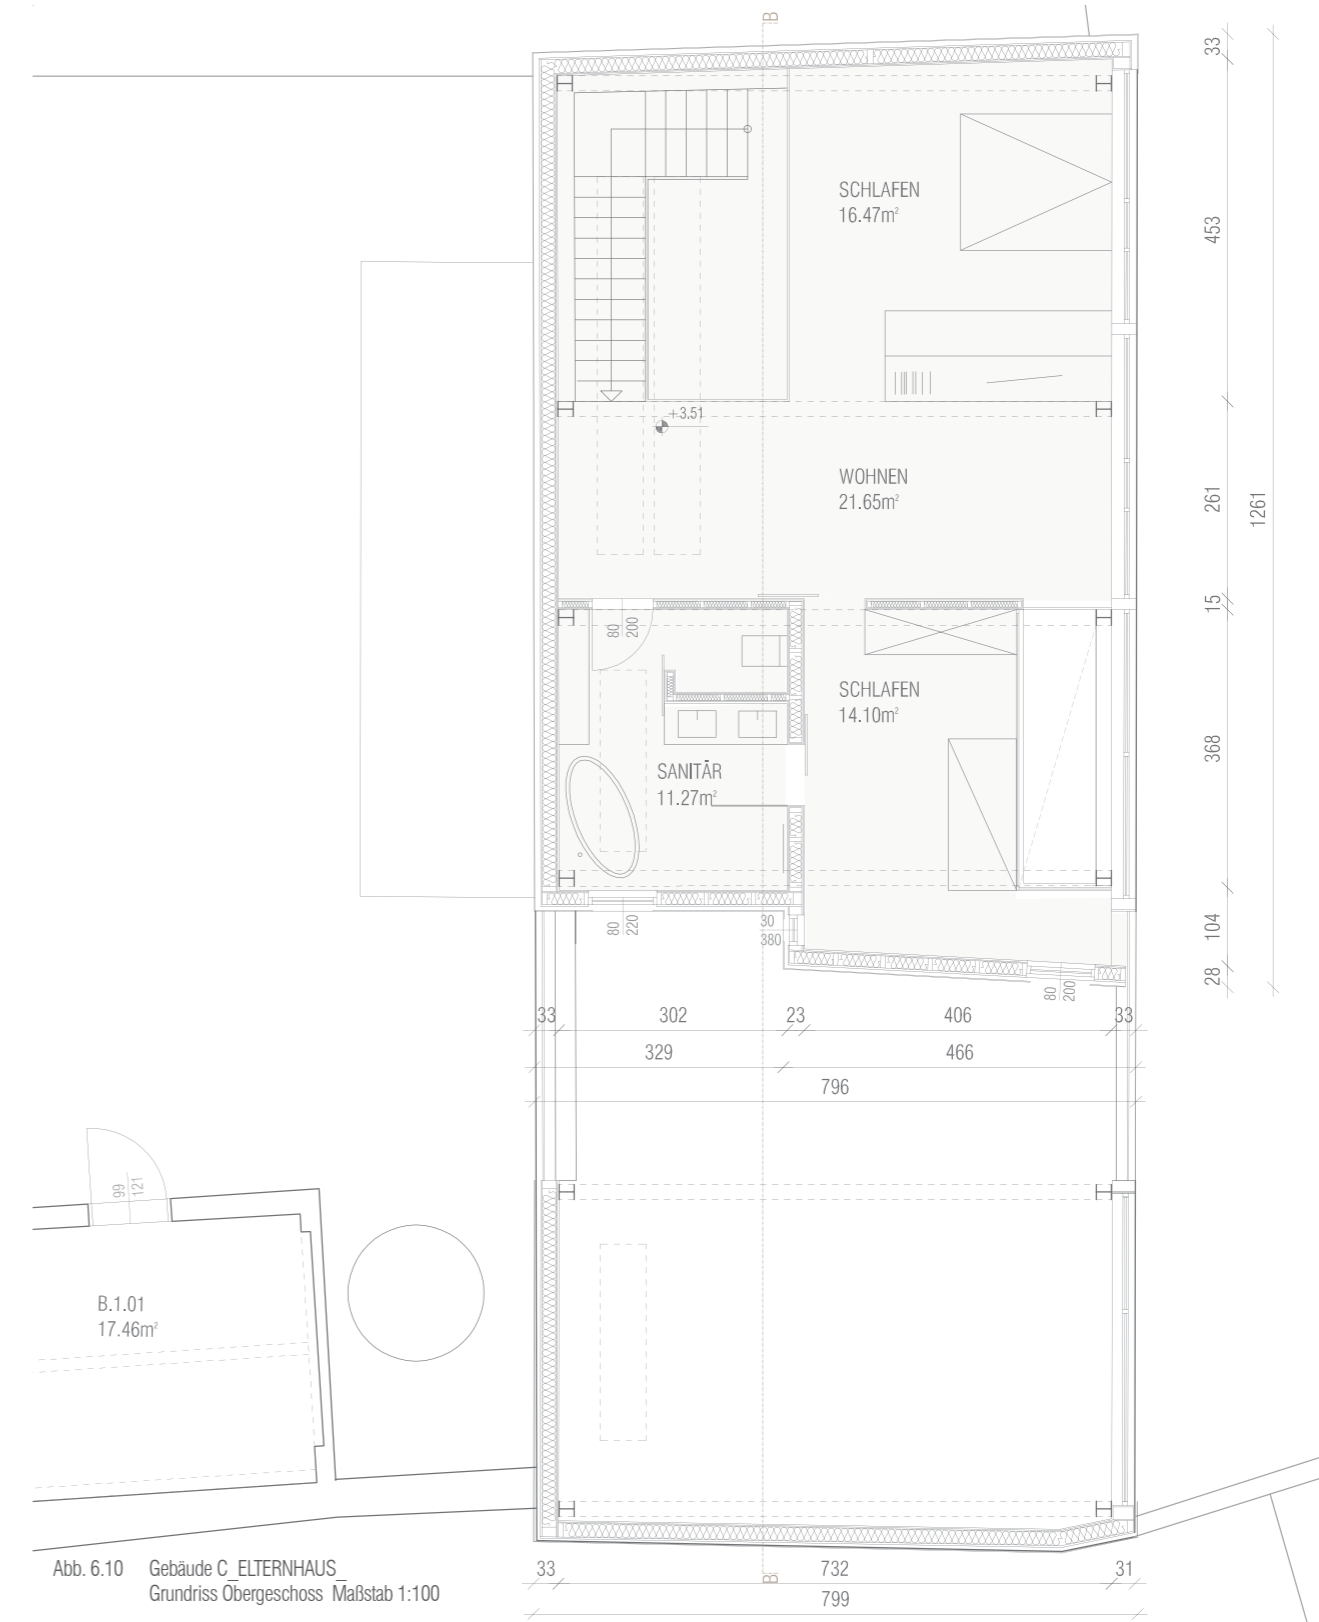 B
33
SCHLAFEN
16.47m²
453
+3.51
WOHNEN
21.65m²
261
1261
15
80
200
SCHLAFEN
14.10m²
368
SANITÄR
11.27m²
80
220
30
380
104
80
200
28
33 302 23 406 33
329 466
796
99
121
B.1.01
17.46m²
Abb. 6.10 Gebäude C_ELTERNHAUS_
Grundriss Obergeschoss Maßstab 1:100
33 732 31
B
799